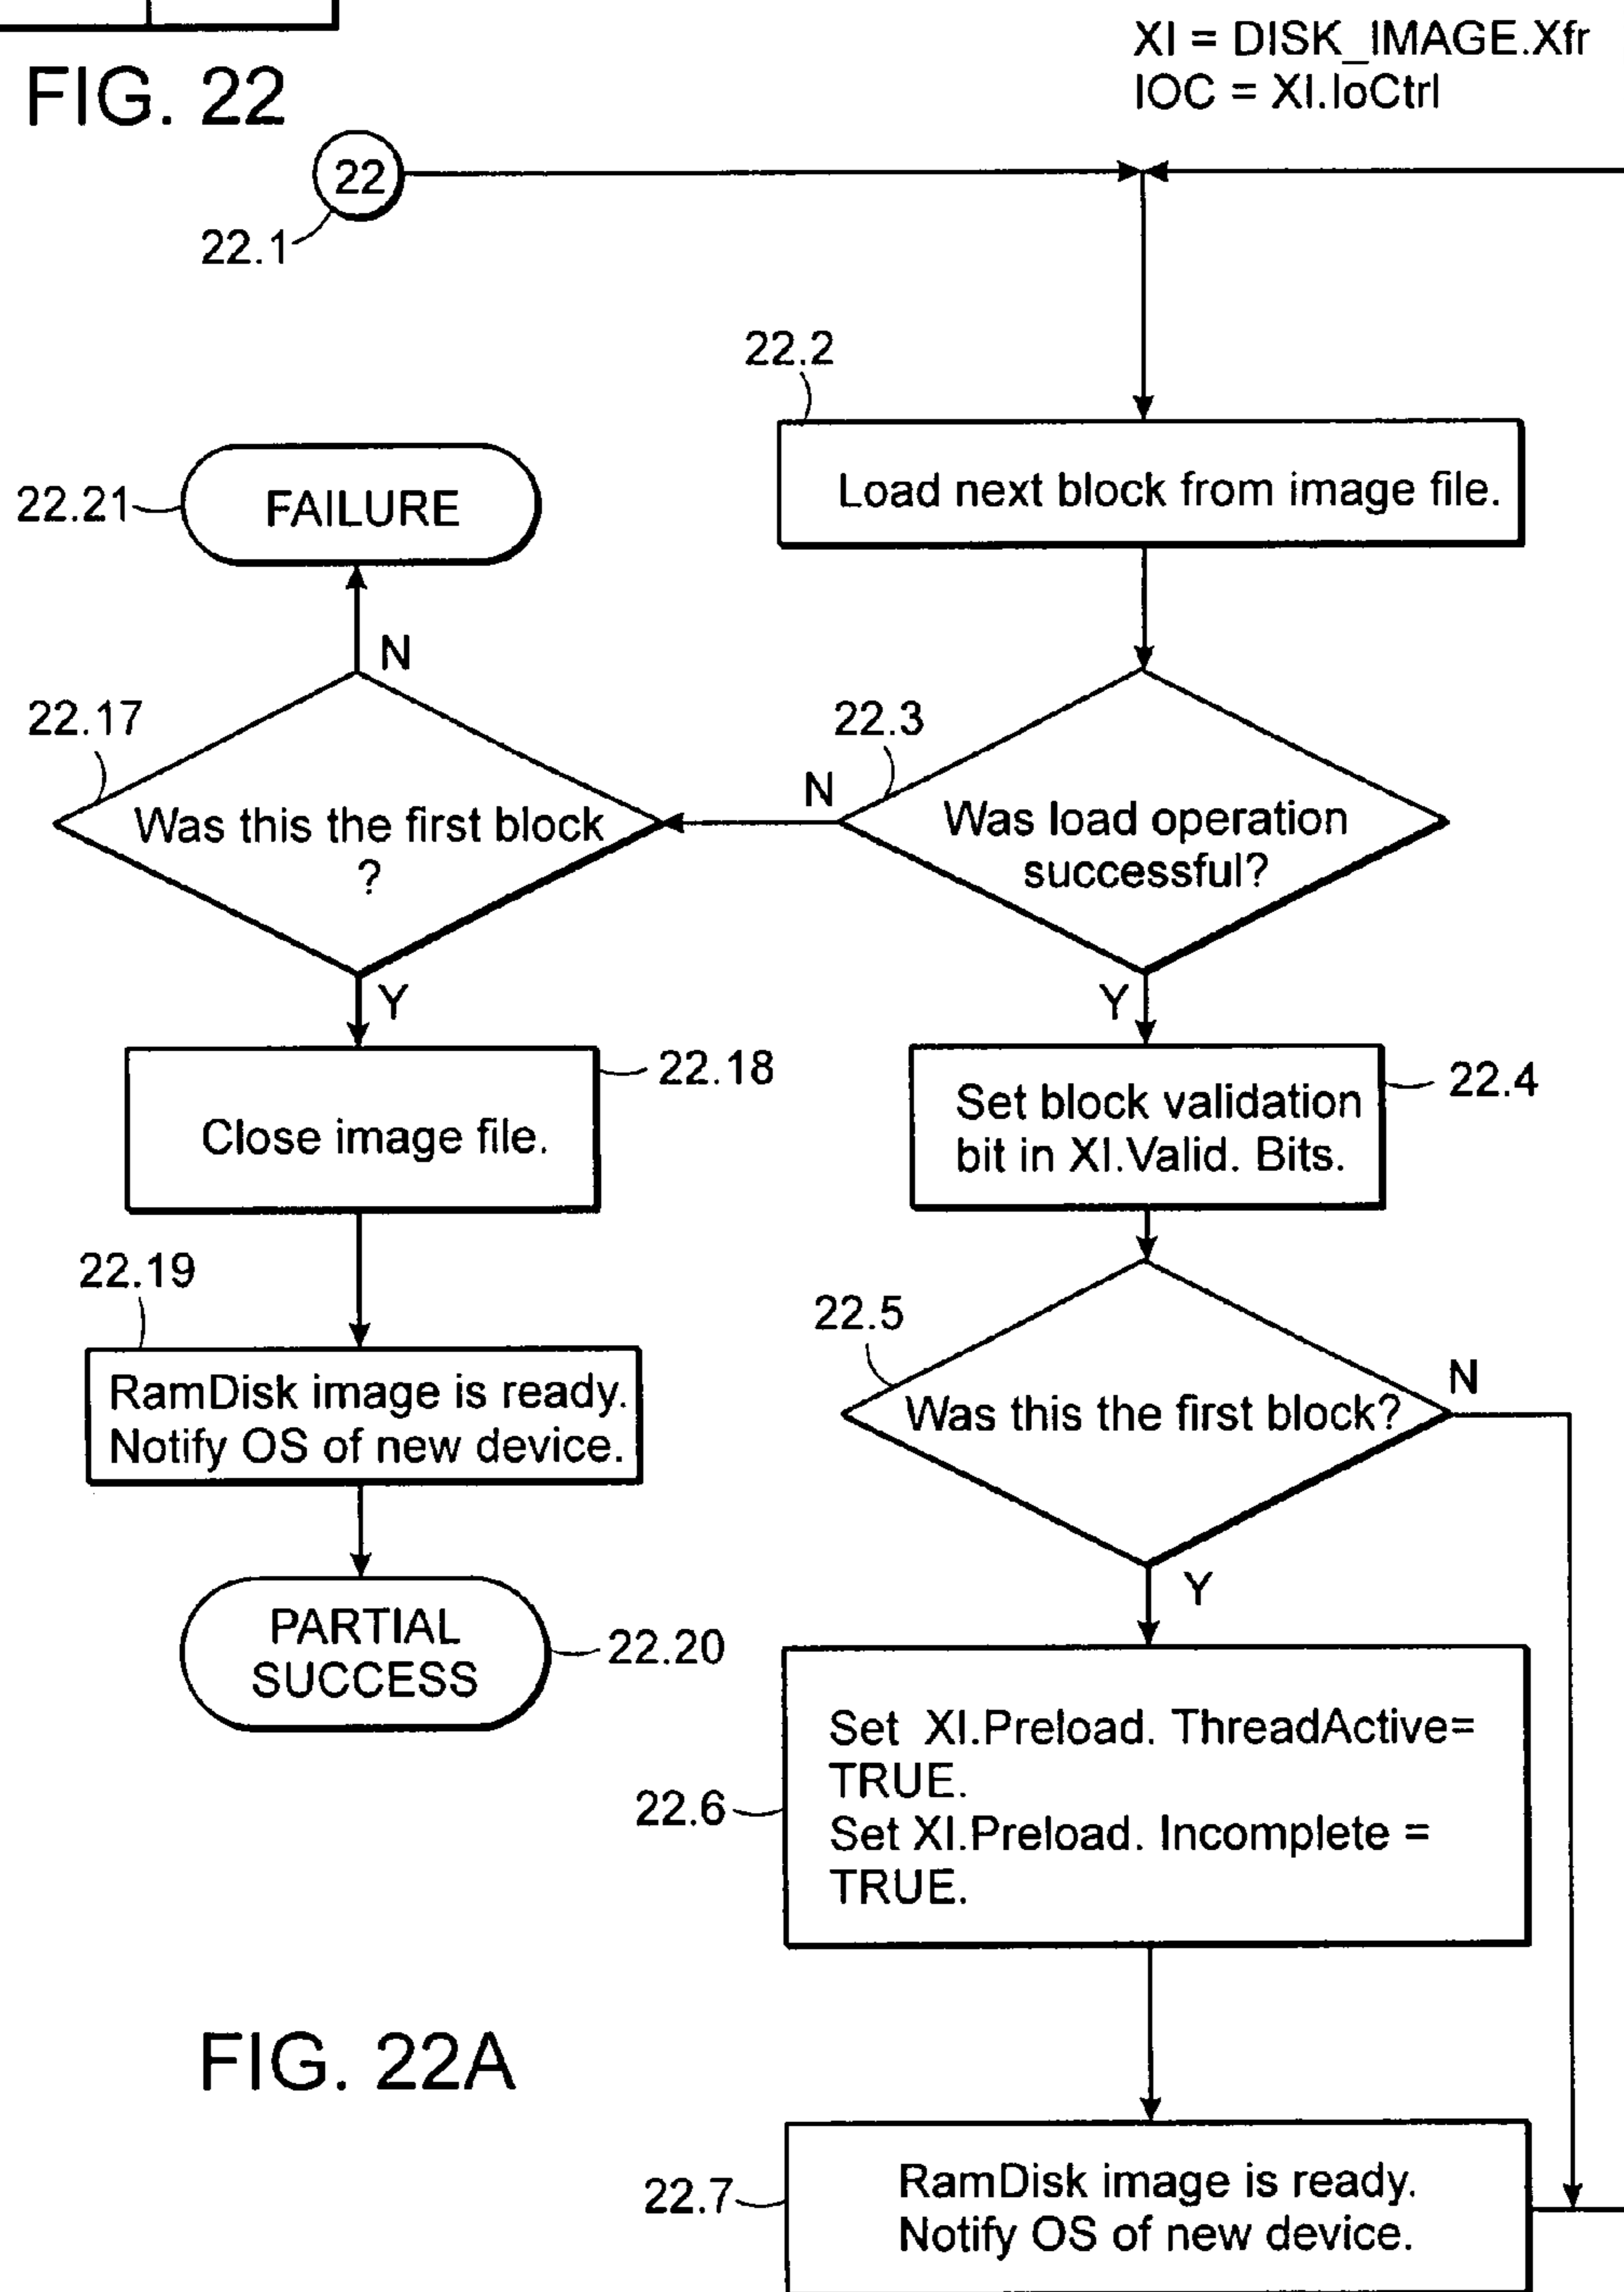 XI = DISK_IMAGE.Xfr
IOC = XI.IoCtrl
FIG. 22
22
22.1
22.2
Load next block from image file.
22.21
FAILURE
N
22.17
Was this the first block
?
22.3
N
Was load operation
successful?
Y
Y
22.18
Close image file.
22.4
Set block validation
bit in XI.Valid. Bits.
22.19
RamDisk image is ready.
Notify OS of new device.
22.5
Was this the first block?
N
Y
PARTIAL
SUCCESS
22.20
Set XI.Preload. ThreadActive=
TRUE.
Set XI.Preload. Incomplete =
TRUE.
22.6
FIG. 22A
22.7
RamDisk image is ready.
Notify OS of new device.